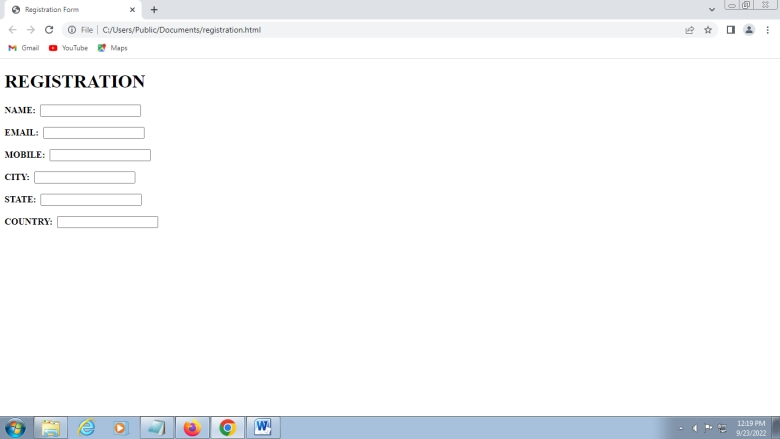 Registration Form
File C:/Users/Public/Documents/registration.html
Gmail YouTube Maps
REGISTRATION
NAME:
EMAIL:
MOBILE:
CITY:
STATE:
COUNTRY:
12:19 PM
9/23/2022